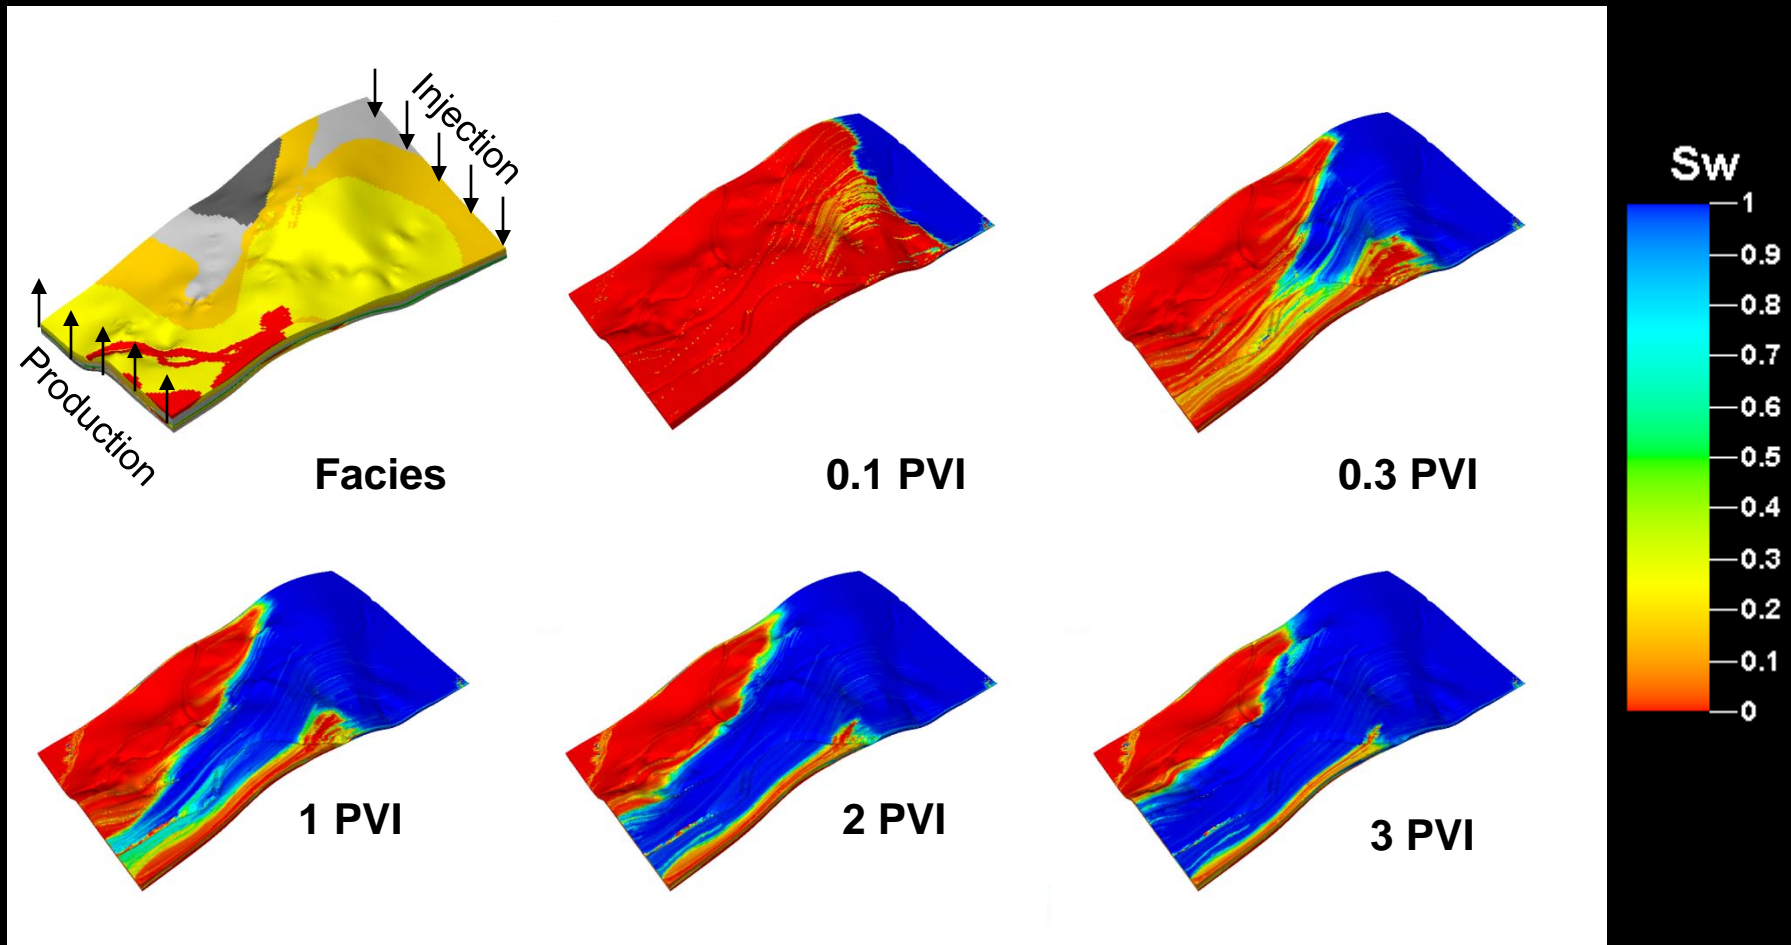 Injection
Production
Facies
0.1 PVI
0.3 PVI
1 PVI
2 PVI
3 PVI
Sw
1
0.9
0.8
0.7
0.6
0.5
0.4
0.3
0.2
0.1
0